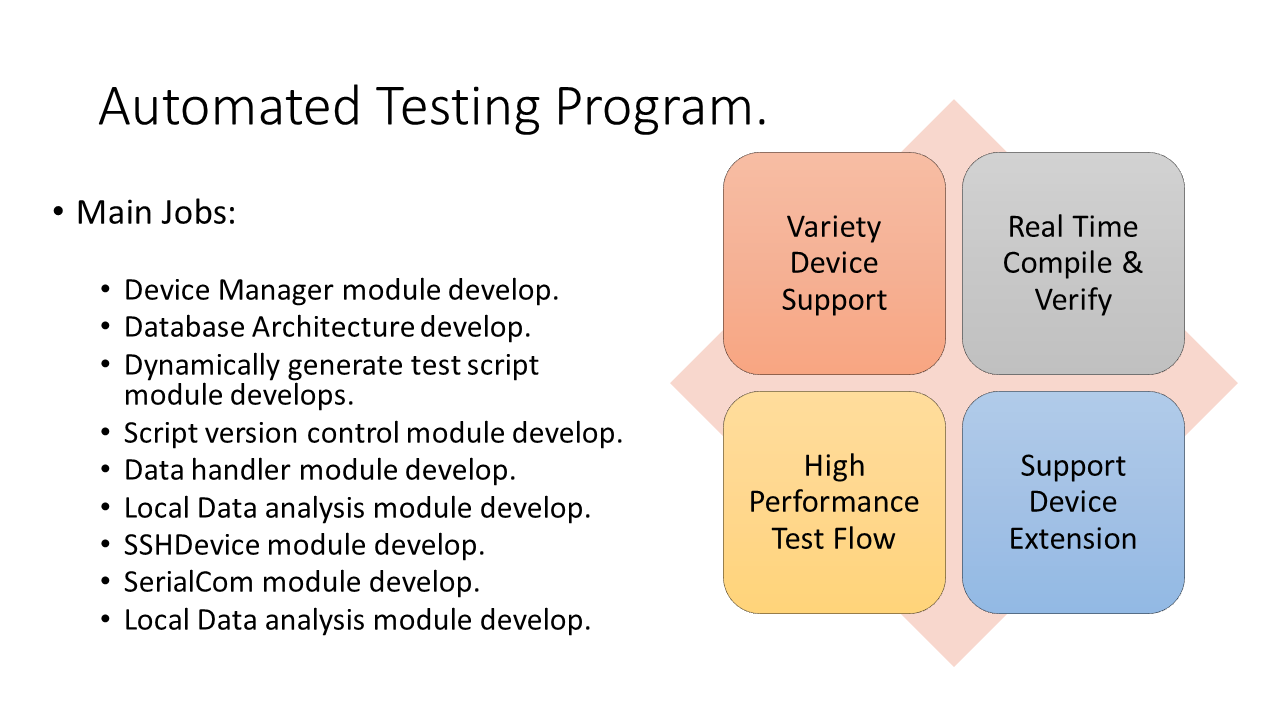 Automated Testing Program.
• Main Jobs:
• Device Manager module develop.
• Database Architecture develop.
• Dynamically generate test script
module develops.
• Script version control module develop.
• Data handler module develop.
• Local Data analysis module develop.
• SSHDevice module develop.
• SerialCom module develop.
• Local Data analysis module develop.
Variety
Device
Support
Real Time
Compile &
Verify
High
Performance
Test Flow
Support
Device
Extension